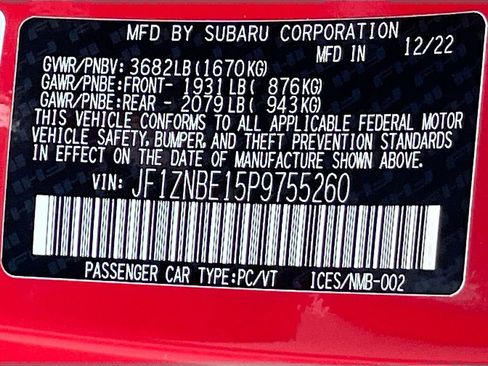 MFD BY SUBARU CORPORATION
MFD IN 12/22
GVWR/PNBV: 3682LB(1670KG)
GAWR/PNBE:FRONT- 1931LB( 876KG)
GAWR/PNBE:REAR - 2079LB( 943KG)
THIS VEHICLE CONFORMS TO ALL APPLICABLE FEDERAL MOTOR
VEHICLE SAFETY, BUMPER, AND THEFT PREVENTION STANDARDS
IN EFFECT ON THE DATE OF MANUFACTURE SHOWN ABOVE.
VIN: JF1ZNBE15P9755260
PASSENGER CAR TYPE:PC/VT ICES/NMB-002